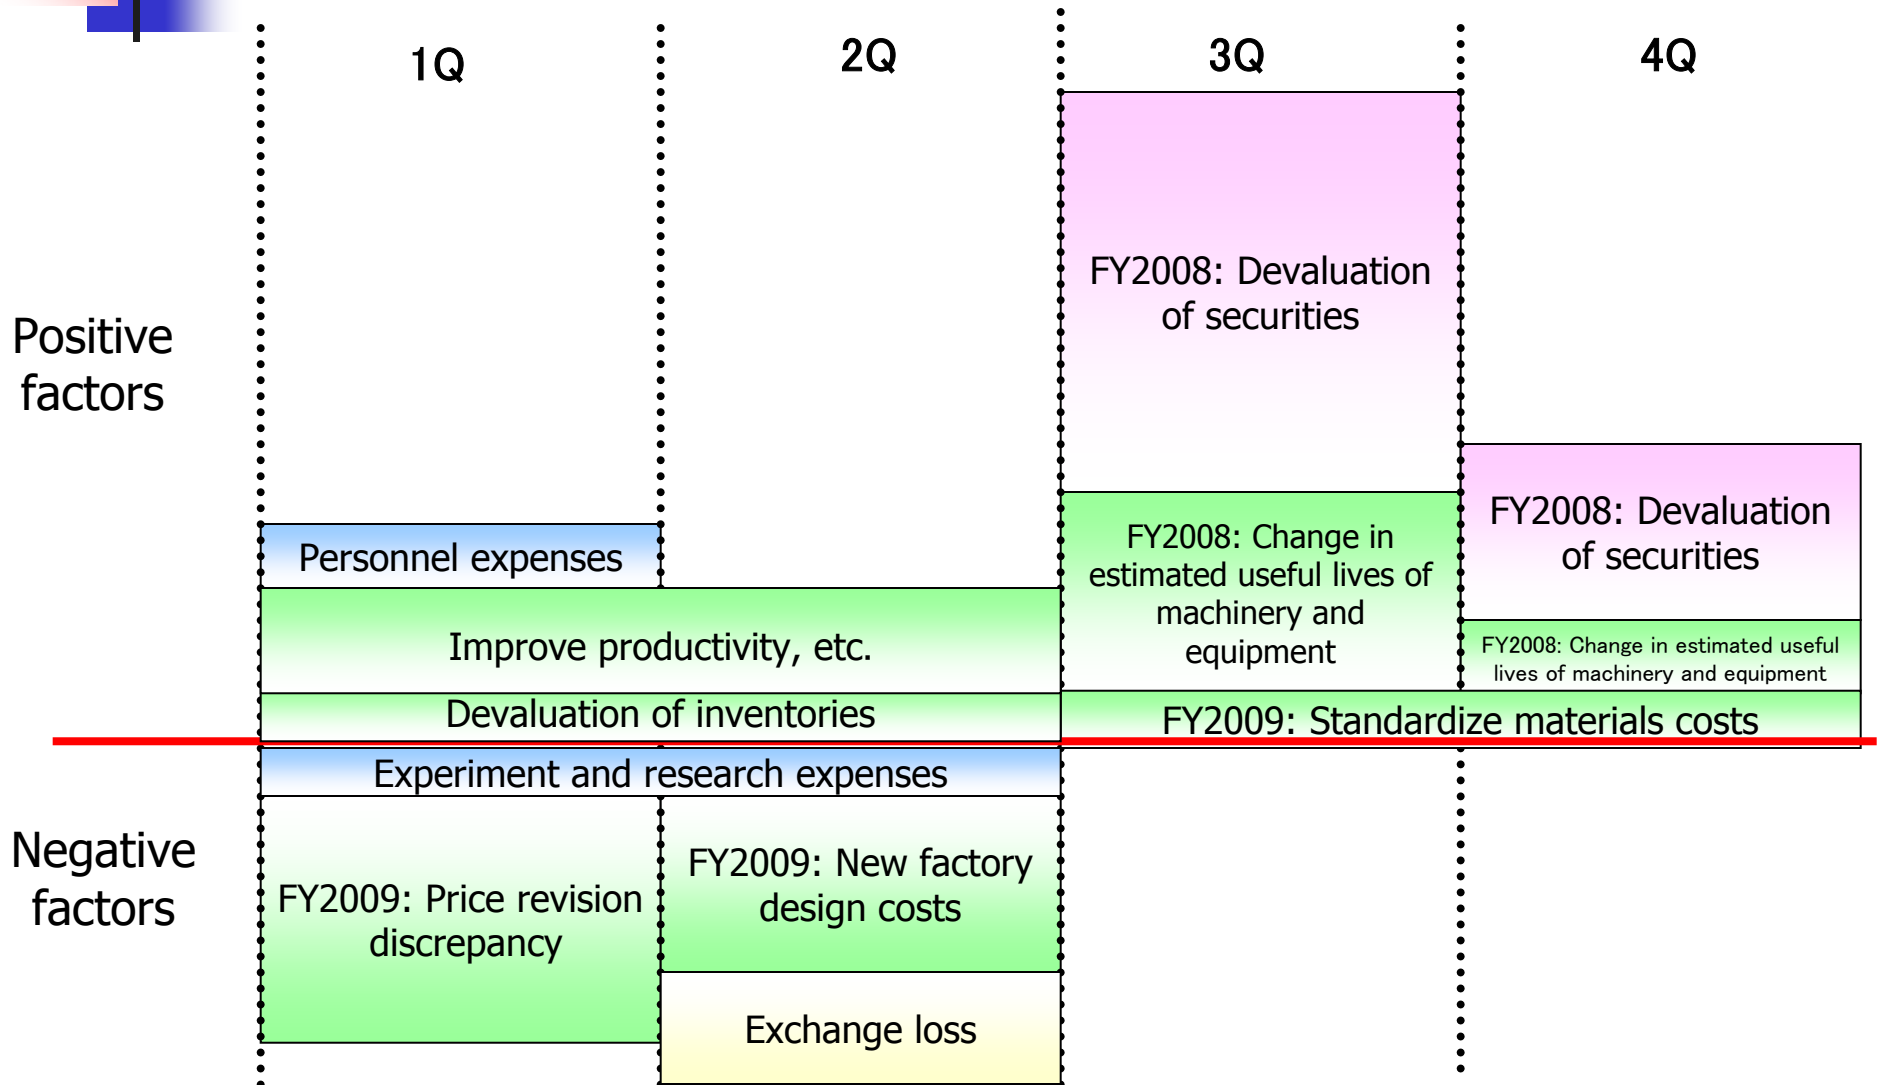 1Q
2Q
3Q
4Q
Positive
factors
FY2008: Devaluation
of securities
FY2008: Devaluation
of securities
Personnel expenses
FY2008: Change in
estimated useful lives of
machinery and
equipment
Improve productivity, etc.
FY2008: Change in estimated useful
lives of machinery and equipment
Devaluation of inventories
FY2009: Standardize materials costs
Negative
factors
Experiment and research expenses
FY2009: Price revision
discrepancy
FY2009: New factory
design costs
Exchange loss